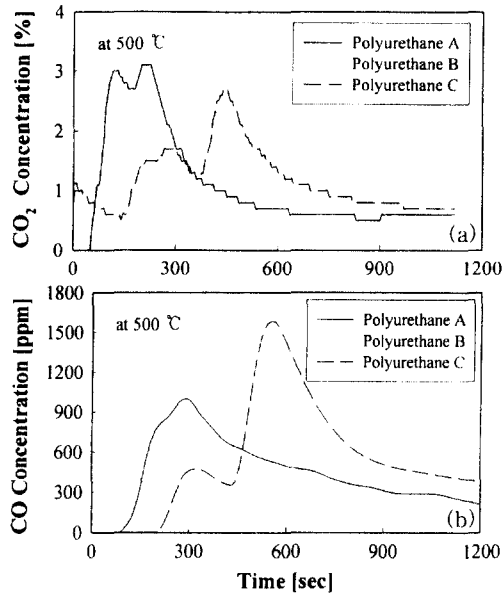 at 500 ℃
Polyurethane A
Polyurethane B
Polyurethane C
CO₂ Concentration [%]
4
3
2
1
0
0
300
600
900
1200
(a)
at 500 ℃
Polyurethane A
Polyurethane B
Polyurethane C
CO Concentration [ppm]
1800
1500
1200
900
600
300
0
0
300
600
900
1200
(b)
Time [sec]